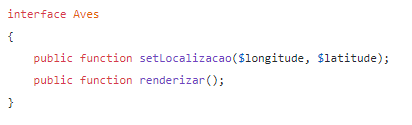 interface Aves
{
    public function setLocalizacao($longitude, $latitude);
    public function renderizar();
}